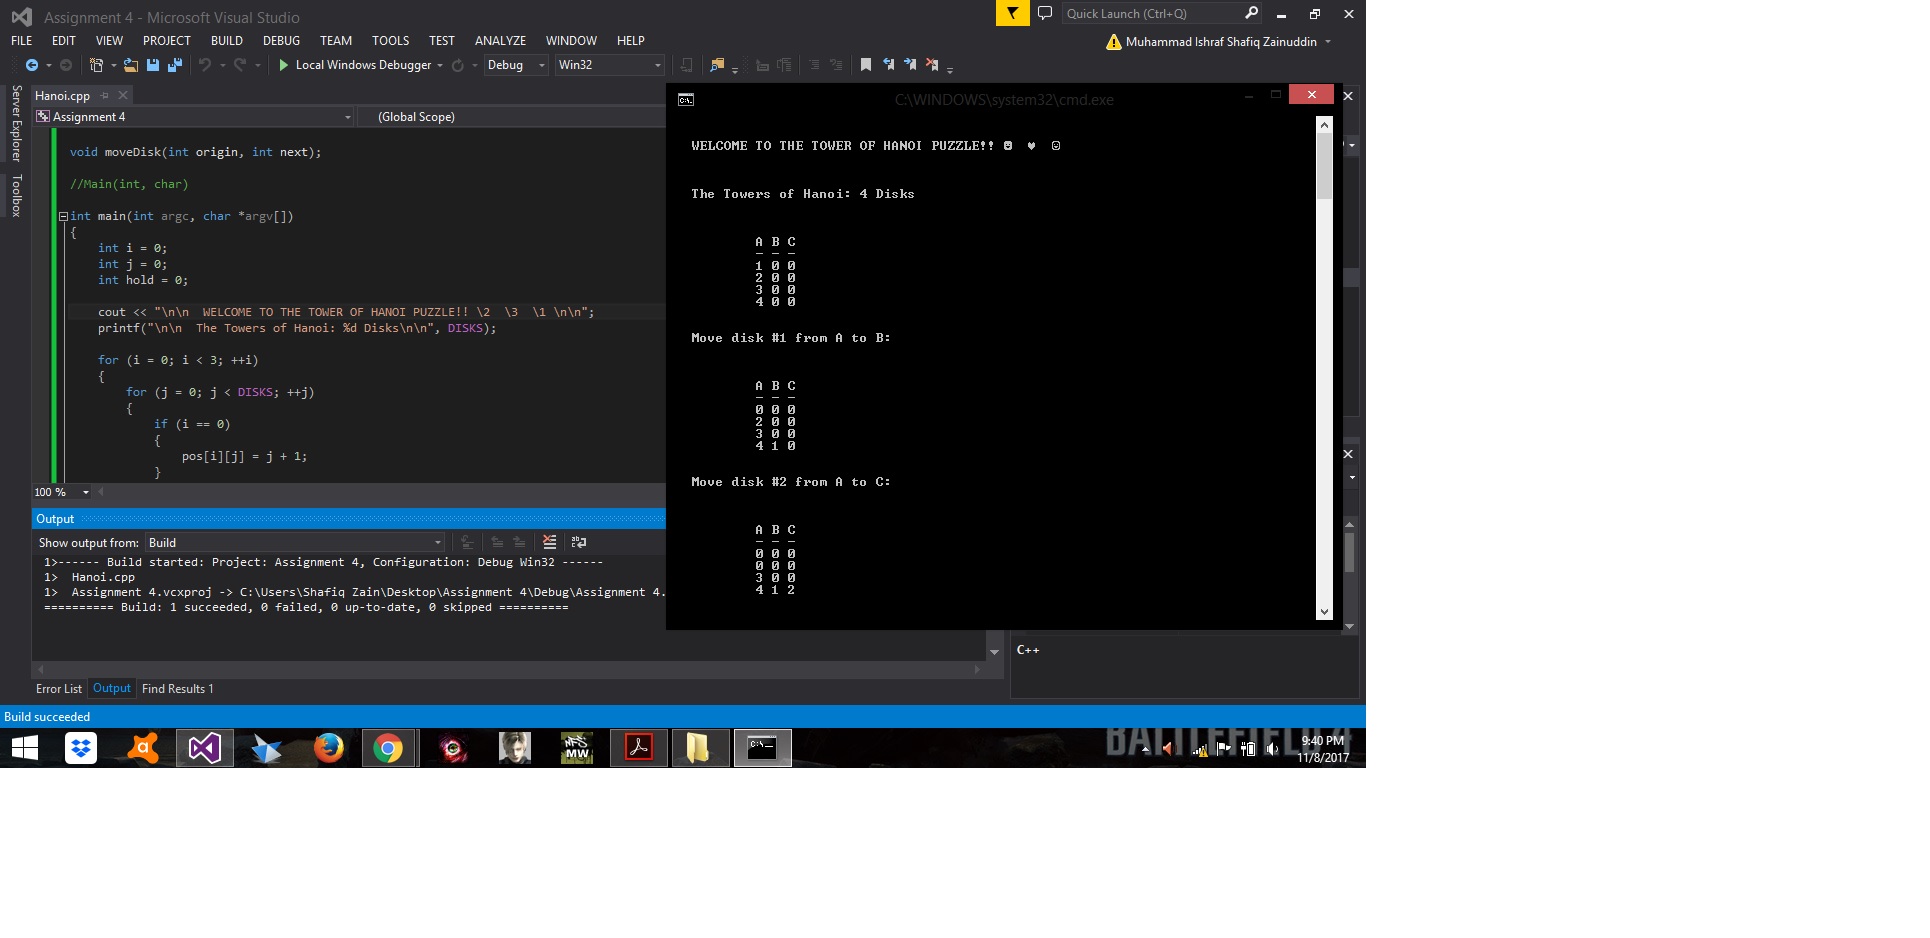 Assignment 4 - Microsoft Visual Studio
Quick Launch (Ctrl+Q)
FILE EDIT VIEW PROJECT BUILD DEBUG TEAM TOOLS TEST ANALYZE WINDOW HELP
Muhammad Ishraf Shafiq Zainuddin
Local Windows Debugger Debug Win32
Server Explorer
Toolbox
Hanoi.cpp
Assignment 4 (Global Scope)
void moveDisk(int origin, int next);
//Main(int, char)
int main(int argc, char *argv[])
{
int i = 0;
int j = 0;
int hold = 0;
cout << "\n\n  WELCOME TO THE TOWER OF HANOI PUZZLE!! \2  \3  \1 \n\n";
printf("\n\n  The Towers of Hanoi: %d Disks\n\n", DISKS);
for (i = 0; i < 3; ++i)
{
for (j = 0; j < DISKS; ++j)
{
if (i == 0)
{
pos[i][j] = j + 1;
}
100 %
Output
Show output from: Build
1>------ Build started: Project: Assignment 4, Configuration: Debug Win32 ------
1>  Hanoi.cpp
1>  Assignment 4.vcxproj -> C:\Users\Shafiq Zain\Desktop\Assignment 4\Debug\Assignment 4.
========== Build: 1 succeeded, 0 failed, 0 up-to-date, 0 skipped ==========
Error List Output Find Results 1
C:\WINDOWS\system32\cmd.exe
WELCOME TO THE TOWER OF HANOI PUZZLE!! ☻ ♥ ☺
The Towers of Hanoi: 4 Disks
A B C
- - -
1 0 0
2 0 0
3 0 0
4 0 0
Move disk #1 from A to B:
A B C
- - -
0 0 0
2 0 0
3 0 0
4 1 0
Move disk #2 from A to C:
A B C
- - -
0 0 0
0 0 0
3 0 0
4 1 2
C++
Build succeeded
NFS
MW
C:\_
BATTLEFIELD 4
9:40 PM
11/8/2017